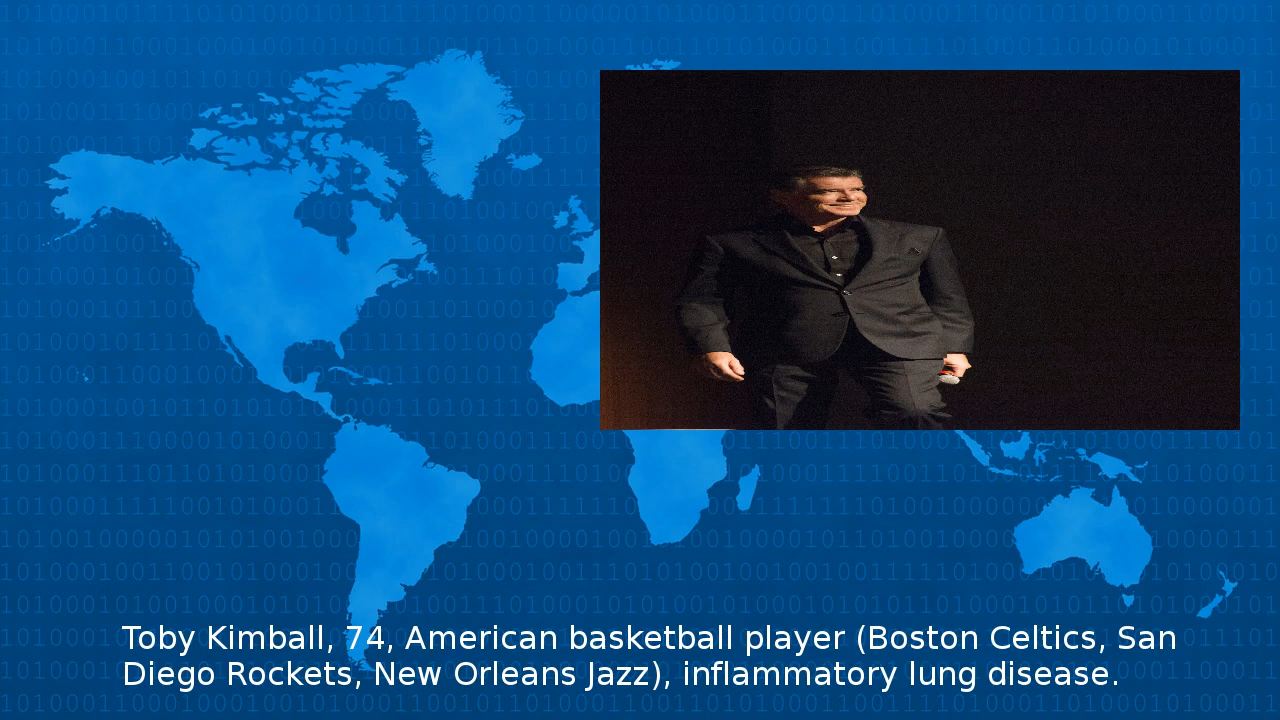 Toby Kimball, 74, American basketball player (Boston Celtics, San
Diego Rockets, New Orleans Jazz), inflammatory lung disease.